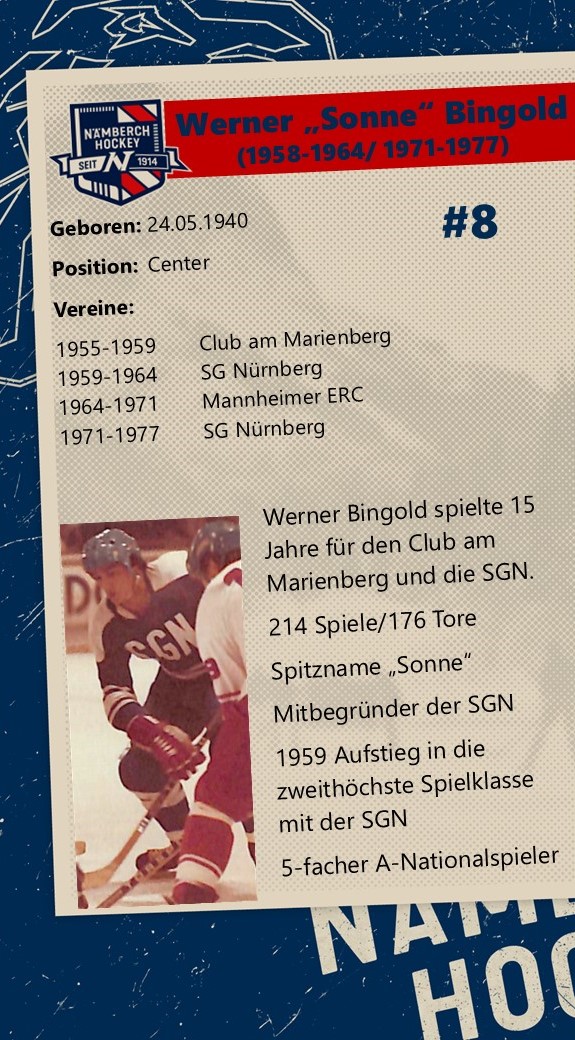 NÄMBERCH
HOCKEY
SEIT N 1914
Werner „Sonne“ Bingold
(1958-1964/ 1971-1977)
#8
Geboren: 24.05.1940
Position: Center
Vereine:
1955-1959 Club am Marienberg
1959-1964 SG Nürnberg
1964-1971 Mannheimer ERC
1971-1977 SG Nürnberg
Werner Bingold spielte 15
Jahre für den Club am
Marienberg und die SGN.
214 Spiele/176 Tore
Spitzname „Sonne“
Mitbegründer der SGN
1959 Aufstieg in die
zweithöchste Spielklasse
mit der SGN
5-facher A-Nationalspieler
SGN